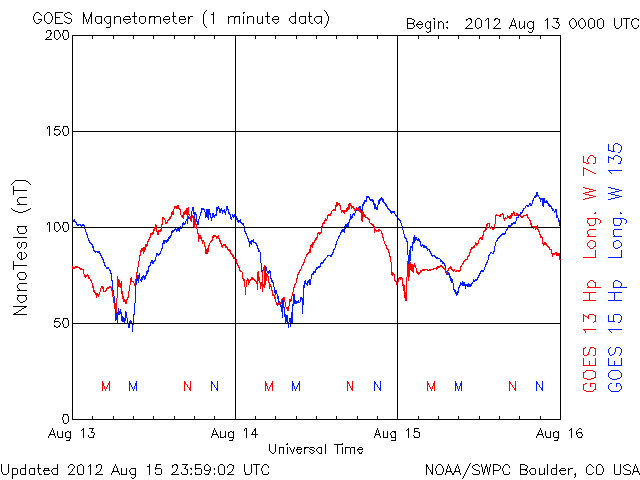 GOES Magnetometer (1 minute data)
Begin: 2012 Aug 13 0000 UTC
200
150
100
50
0
NanoTesla (nT)
M M N N M M N N M M N N
Aug 13 Aug 14 Aug 15 Aug 16
Universal Time
GOES 13 Hp Long. W 75
GOES 15 Hp Long. W 135
Updated 2012 Aug 15 23:59:02 UTC
NOAA/SWPC Boulder, CO USA